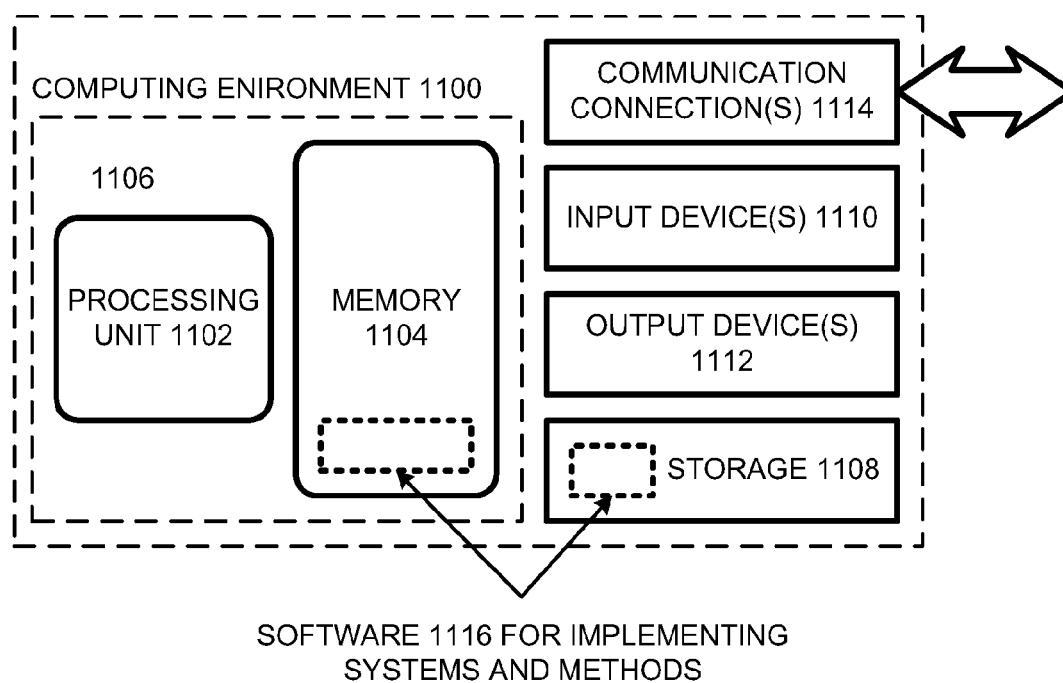 COMPUTING ENIRONMENT 1100
1106
PROCESSING
UNIT 1102
MEMORY
1104
COMMUNICATION
CONNECTION(S) 1114
INPUT DEVICE(S) 1110
OUTPUT DEVICE(S)
1112
STORAGE 1108
SOFTWARE 1116 FOR IMPLEMENTING
SYSTEMS AND METHODS